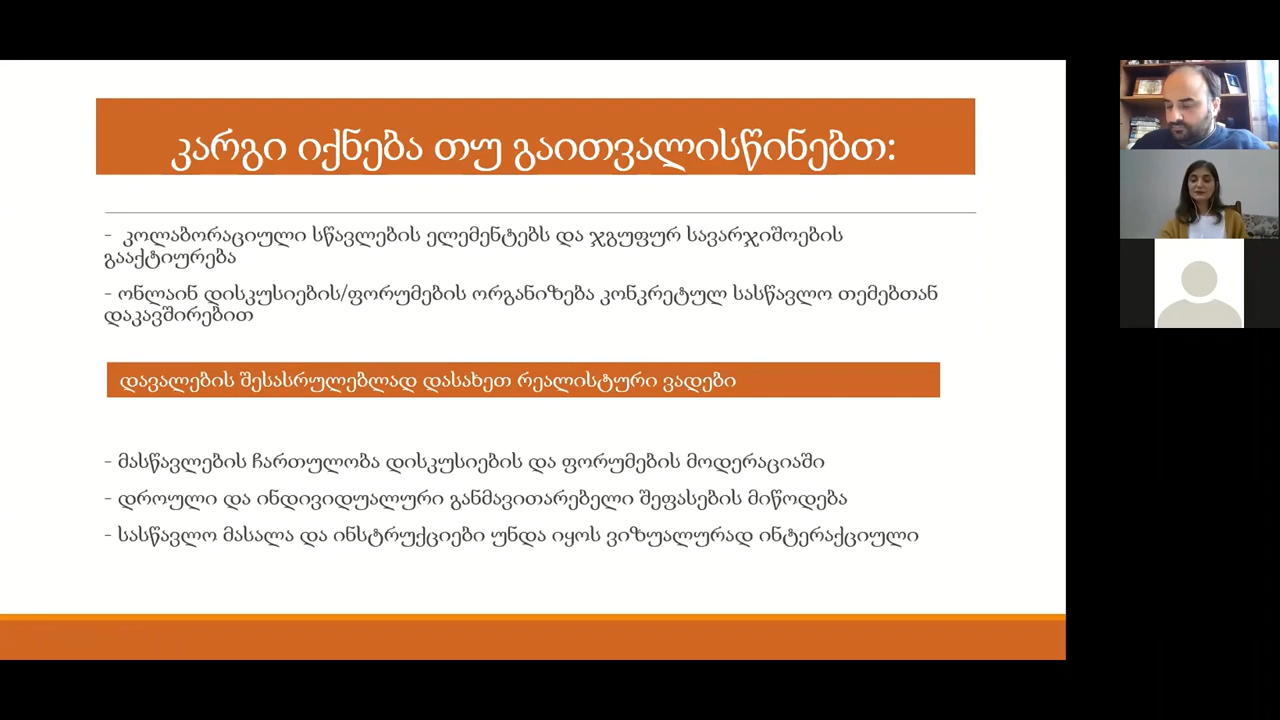 კარგი იქნება თუ გაითვალისწინებთ:
- კოლაბორაციული სწავლების ელემენტებს და ჯგუფურ სავარჯიშოების
გააქტიურება
- ონლაინ დისკუსიების/ფორუმების ორგანიზება კონკრეტულ სასწავლო თემებთან
დაკავშირებით
დავალების შესასრულებლად დასახეთ რეალისტური ვადები
- მასწავლების ჩართულობა დისკუსიების და ფორუმების მოდერაციაში
- დროული და ინდივიდუალური განმავითარებელი შეფასების მიწოდება
- სასწავლო მასალა და ინსტრუქციები უნდა იყოს ვიზუალურად ინტერაქციული